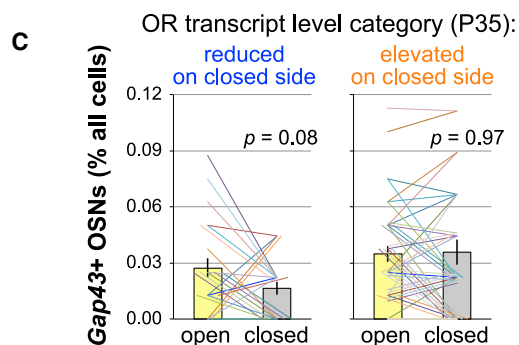 C
OR transcript level category (P35):
reduced
on closed side
elevated
on closed side
Gap43+ OSNs (% all cells)
0.12
0.09
0.06
0.03
0.00
p = 0.08
p = 0.97
open closed
open closed